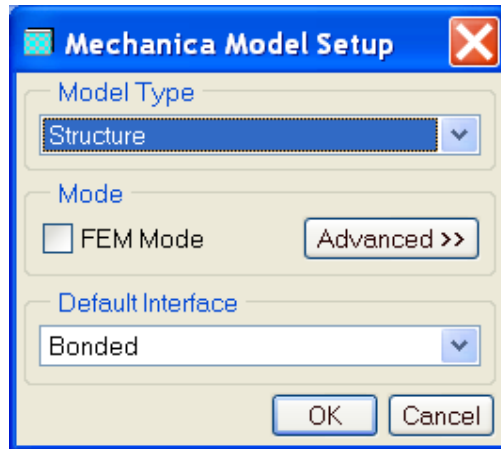 Mechanica Model Setup
Model Type
Structure
Mode
FEM Mode
Advanced >>
Default Interface
Bonded
OK
Cancel